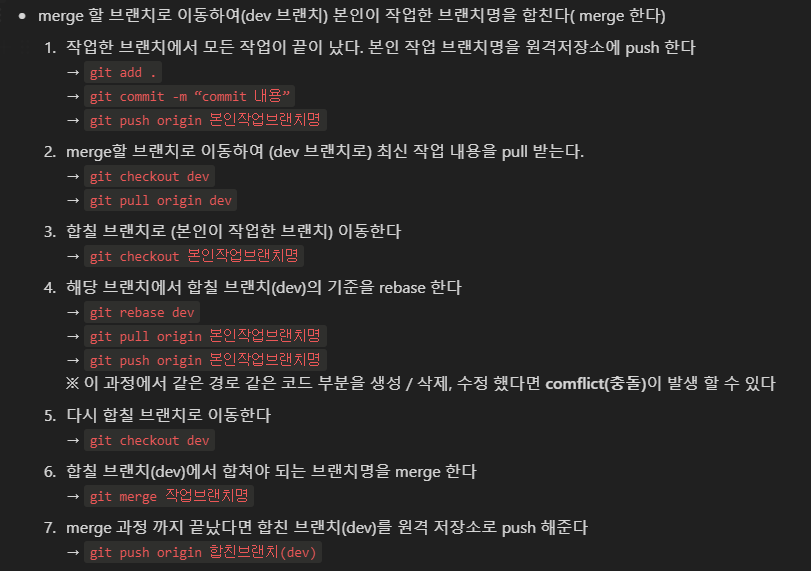 • merge 할 브랜치로 이동하여(dev 브랜치) 본인이 작업한 브랜치명을 합친다( merge 한다)
1. 작업한 브랜치에서 모든 작업이 끝이 났다. 본인 작업 브랜치명을 원격저장소에 push 한다
→ git add .
→ git commit -m “commit 내용”
→ git push origin 본인작업브랜치명
2. merge할 브랜치로 이동하여 (dev 브랜치로) 최신 작업 내용을 pull 받는다.
→ git checkout dev
→ git pull origin dev
3. 합칠 브랜치로 (본인이 작업한 브랜치) 이동한다
→ git checkout 본인작업브랜치명
4. 해당 브랜치에서 합칠 브랜치(dev)의 기준을 rebase 한다
→ git rebase dev
→ git pull origin 본인작업브랜치명
→ git push origin 본인작업브랜치명
※ 이 과정에서 같은 경로 같은 코드 부분을 생성 / 삭제, 수정 했다면 comflict(충돌)이 발생 할 수 있다
5. 다시 합칠 브랜치로 이동한다
→ git checkout dev
6. 합칠 브랜치(dev)에서 합쳐야 되는 브랜치명을 merge 한다
→ git merge 작업브랜치명
7. merge 과정 까지 끝났다면 합친 브랜치(dev)를 원격 저장소로 push 해준다
→ git push origin 합친브랜치(dev)